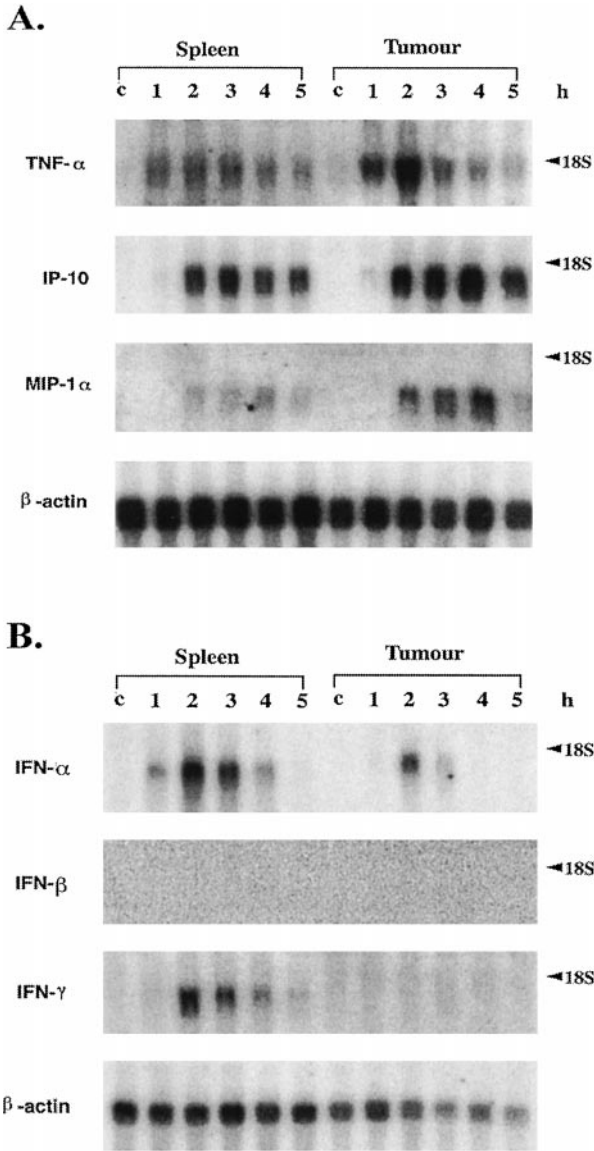 A.
Spleen Tumour
c 1 2 3 4 5 c 1 2 3 4 5 h
TNF-α ◄18S
IP-10 ◄18S
MIP-1α ◄18S
β-actin
B.
Spleen Tumour
c 1 2 3 4 5 c 1 2 3 4 5 h
IFN-α ◄18S
IFN-β ◄18S
IFN-γ ◄18S
β-actin